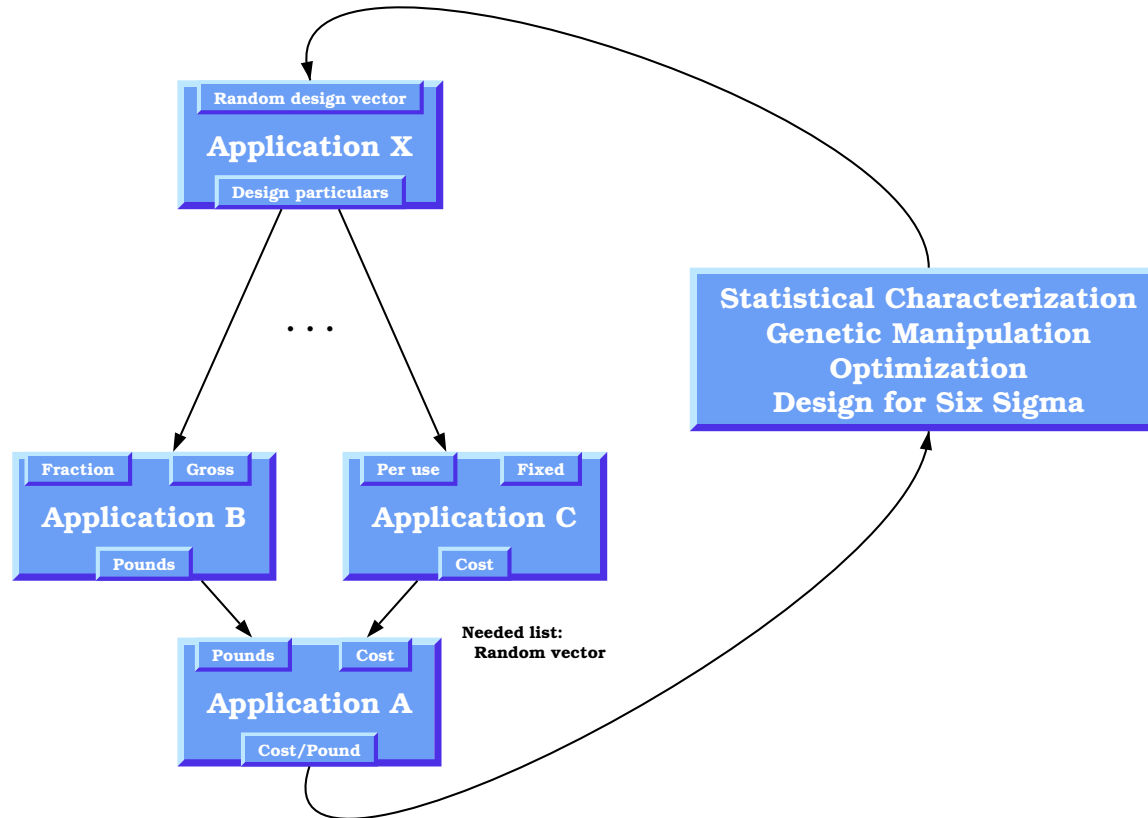 Random design vector
Application X
Design particulars
. . .
Statistical Characterization
Genetic Manipulation
Optimization
Design for Six Sigma
Fraction
Gross
Application B
Pounds
Per use
Fixed
Application C
Cost
Needed list:
Random vector
Pounds
Cost
Application A
Cost/Pound